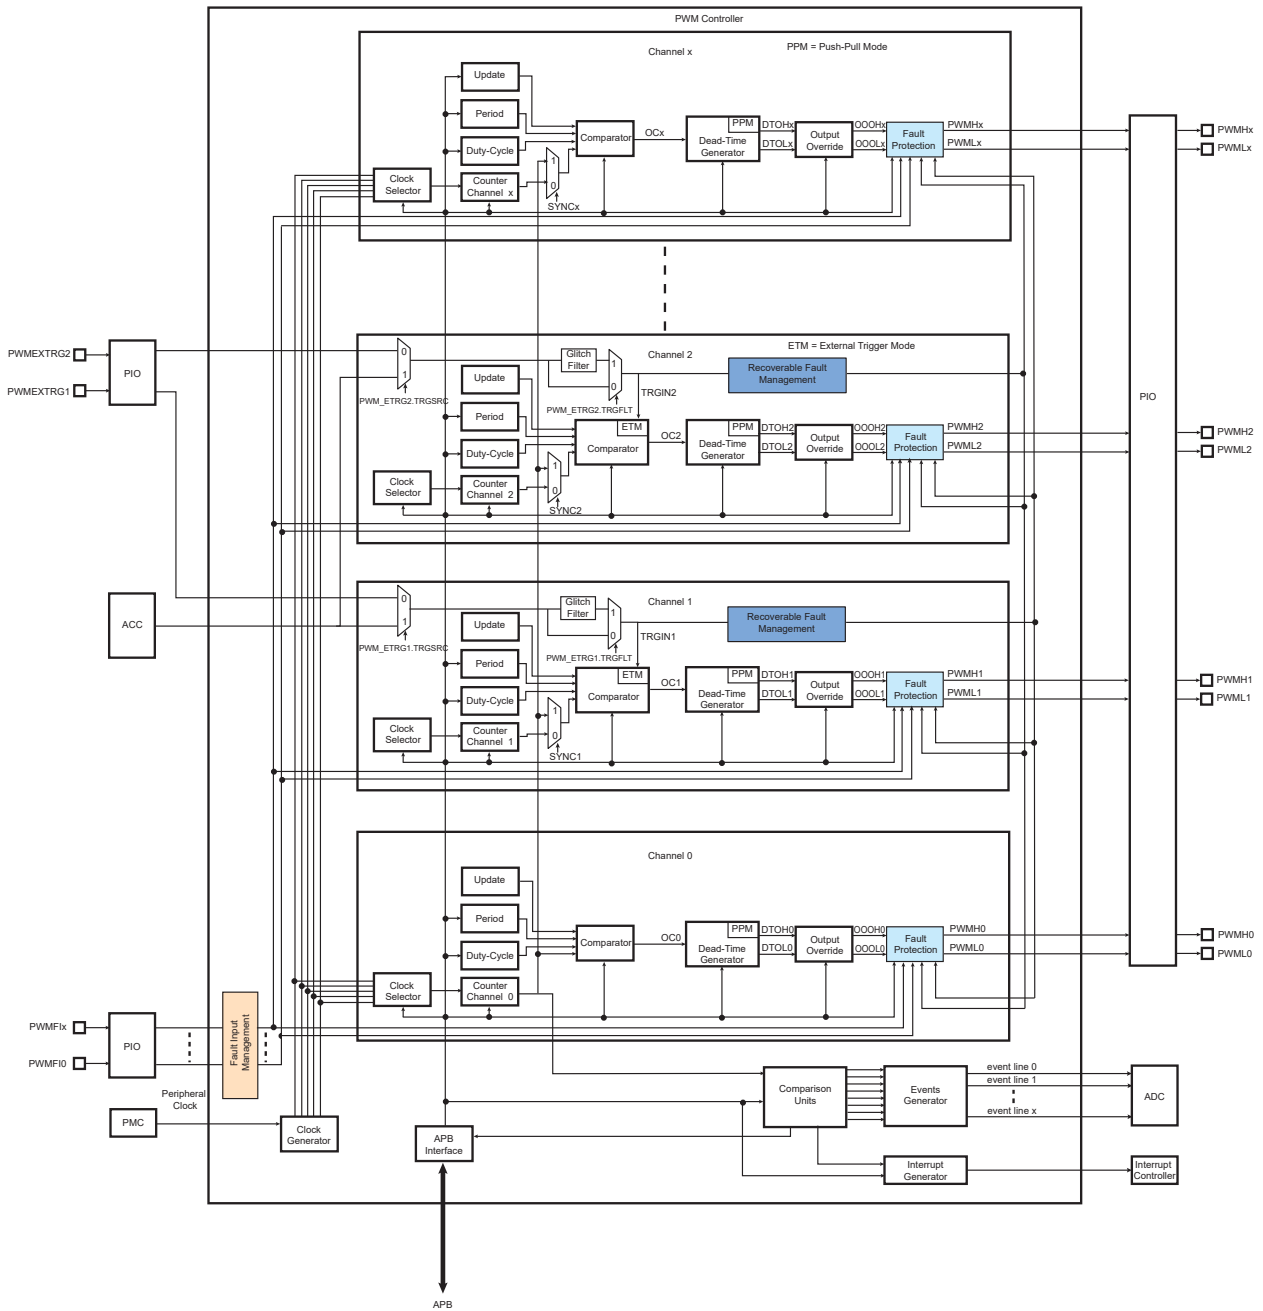 PWM Controller
Channel x
PPM = Push-Pull Mode
Update
Period
Duty-Cycle
Clock
Selector
Counter
Channel x
1
0
SYNCx
Comparator
OCx
PPM
Dead-Time
Generator
DTOHx
DTOLx
Output
Override
OOOHx
OOOLx
Fault
Protection
PWMHx
PWMLx
PWMHx
PWMLx
PIO
PWMEXTRG2
PWMEXTRG1
PIO
ETM = External Trigger Mode
Channel 2
0
1
PWM_ETRG2.TRGSRC
Glitch
Filter
1
0
PWM_ETRG2.TRGFLT
TRGIN2
Recoverable Fault
Management
Update
Period
Duty-Cycle
Clock
Selector
Counter
Channel 2
1
0
SYNC2
ETM
Comparator
OC2
PPM
Dead-Time
Generator
DTOH2
DTOL2
Output
Override
OOOH2
OOOL2
Fault
Protection
PWMH2
PWML2
PWMH2
PWML2
ACC
Channel 1
0
1
PWM_ETRG1.TRGSRC
Glitch
Filter
1
0
PWM_ETRG1.TRGFLT
TRGIN1
Recoverable Fault
Management
Update
Period
Duty-Cycle
Clock
Selector
Counter
Channel 1
1
0
SYNC1
ETM
Comparator
OC1
PPM
Dead-Time
Generator
DTOH1
DTOL1
Output
Override
OOOH1
OOOL1
Fault
Protection
PWMH1
PWML1
PWMH1
PWML1
Channel 0
Update
Period
Duty-Cycle
Clock
Selector
Counter
Channel 0
Comparator
OC0
PPM
Dead-Time
Generator
DTOH0
DTOL0
Output
Override
OOOH0
OOOL0
Fault
Protection
PWMH0
PWML0
PWMH0
PWML0
PWMFIx
PWMFI0
PIO
Fault Input
Management
Peripheral
Clock
PMC
Clock
Generator
APB
Interface
Comparison
Units
Events
Generator
event line 0
event line 1
event line x
ADC
Interrupt
Generator
Interrupt
Controller
APB